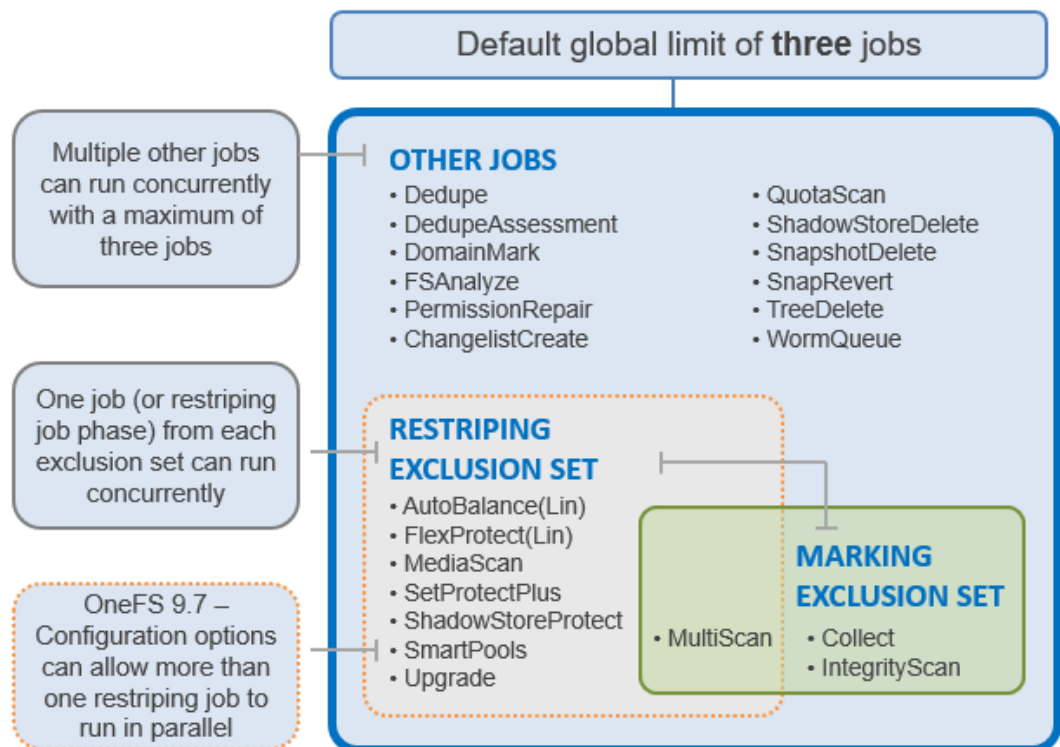 Default global limit of three jobs
Multiple other jobs
can run concurrently
with a maximum of
three jobs
OTHER JOBS
• Dedupe
• DedupeAssessment
• DomainMark
• FSAnalyze
• PermissionRepair
• ChangelistCreate
• QuotaScan
• ShadowStoreDelete
• SnapshotDelete
• SnapRevert
• TreeDelete
• WormQueue
One job (or restriping
job phase) from each
exclusion set can run
concurrently
RESTRIPING
EXCLUSION SET
• AutoBalance(Lin)
• FlexProtect(Lin)
• MediaScan
• SetProtectPlus
• ShadowStoreProtect
• SmartPools
• Upgrade
• MultiScan
MARKING
EXCLUSION SET
• Collect
• IntegrityScan
OneFS 9.7 –
Configuration options
can allow more than
one restriping job to
run in parallel